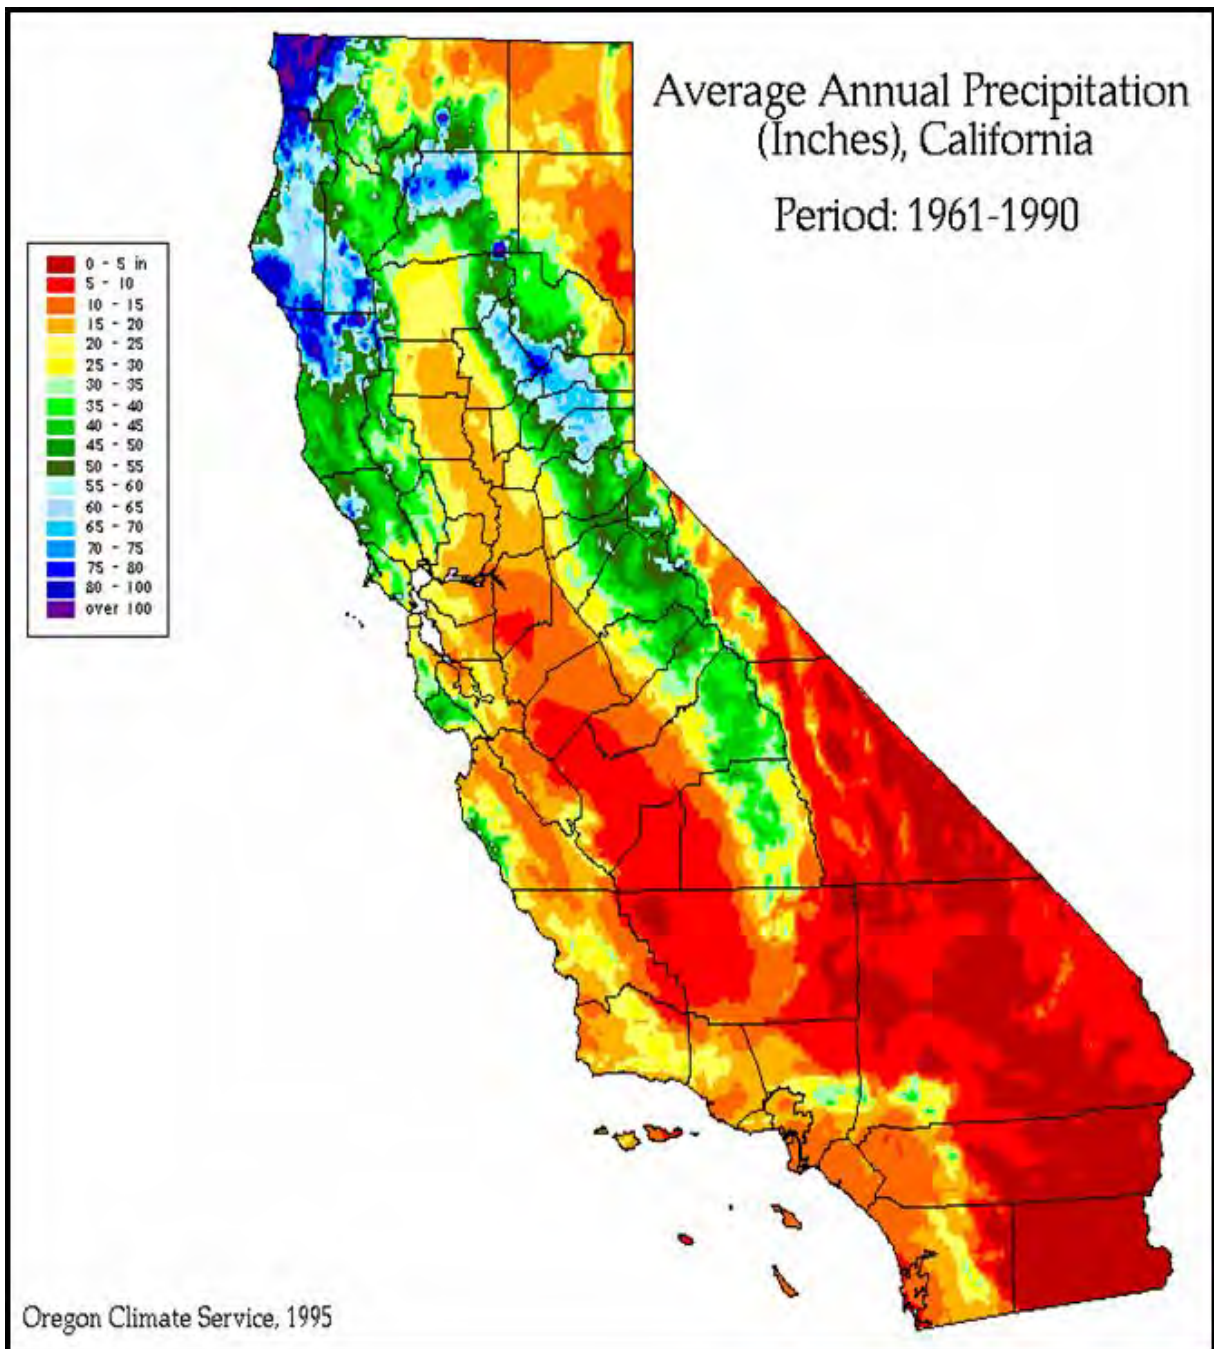 Average Annual Precipitation
(Inches), California
Period: 1961-1990
0 - 5 in
5 - 10
10 - 15
15 - 20
20 - 25
25 - 30
30 - 35
35 - 40
40 - 45
45 - 50
50 - 55
55 - 60
60 - 65
65 - 70
70 - 75
75 - 80
80 - 100
over 100
Oregon Climate Service, 1995